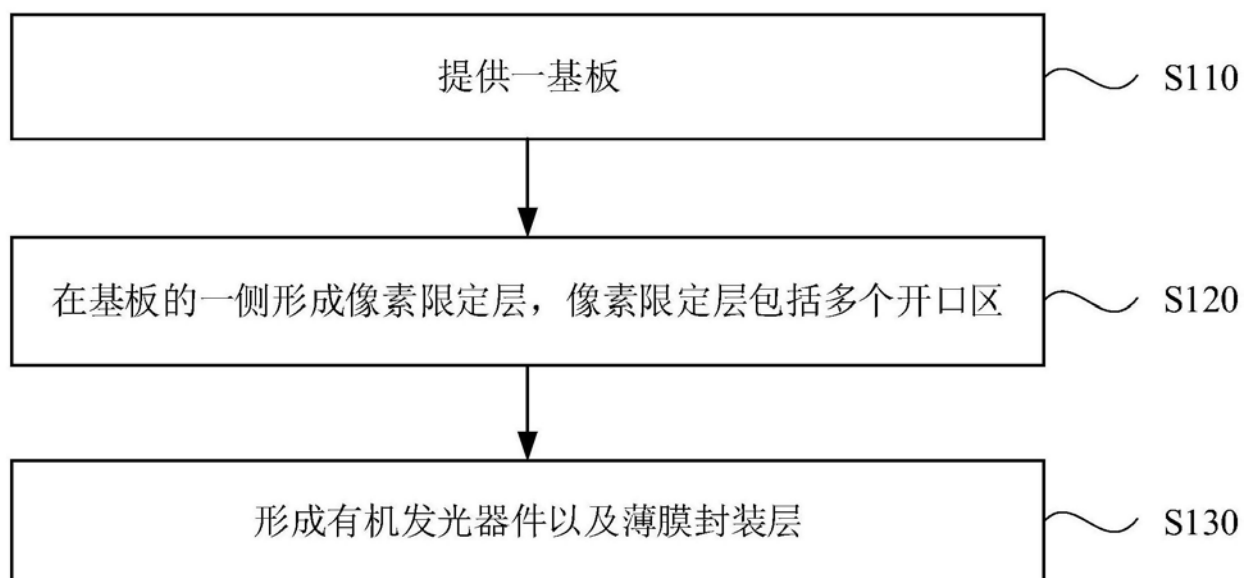 提供一基板
S110
在基板的一侧形成像素限定层，像素限定层包括多个开口区
S120
形成有机发光器件以及薄膜封装层
S130